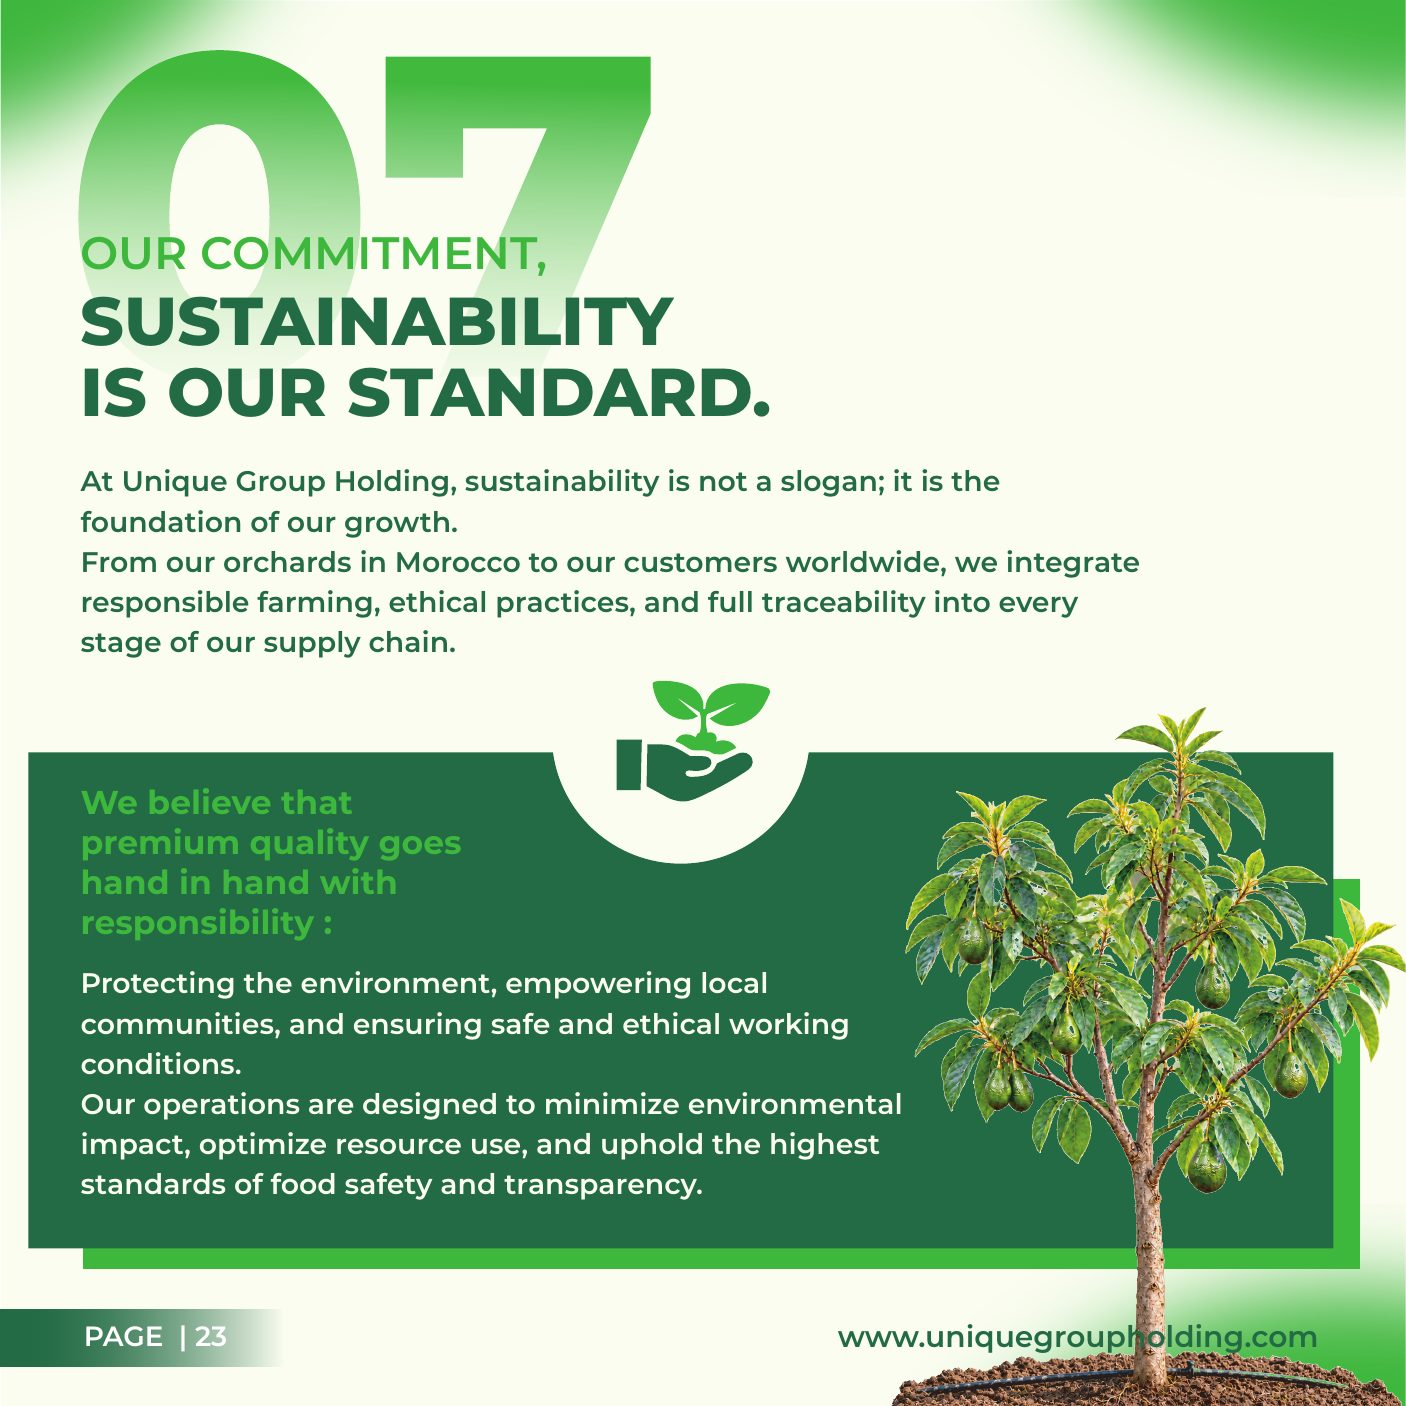 07
OUR COMMITMENT,
SUSTAINABILITY
IS OUR STANDARD.
At Unique Group Holding, sustainability is not a slogan; it is the
foundation of our growth.
From our orchards in Morocco to our customers worldwide, we integrate
responsible farming, ethical practices, and full traceability into every
stage of our supply chain.
We believe that
premium quality goes
hand in hand with
responsibility :
Protecting the environment, empowering local
communities, and ensuring safe and ethical working
conditions.
Our operations are designed to minimize environmental
impact, optimize resource use, and uphold the highest
standards of food safety and transparency.
PAGE | 23
www.uniquegroupholding.com